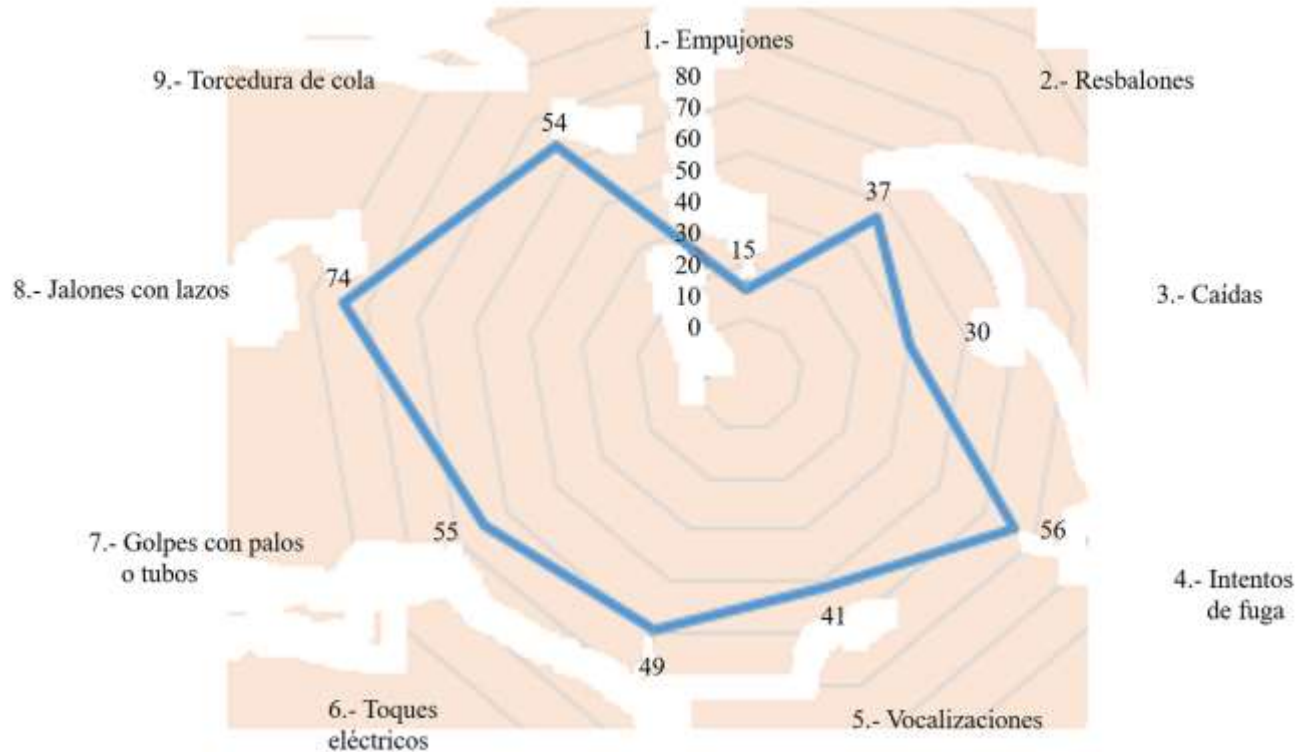 1.- Empujones
9.- Torcedura de cola
80
2.- Resbalones
70
54
60
50
40
37
30
15
20
74
8.- Jalones con lazos
3.- Caídas
10
0
30
55
56
7.- Golpes con palos
o tubos
4.- Intentos
de fuga
41
49
6.- Toques
eléctricos
5.- Vocalizaciones